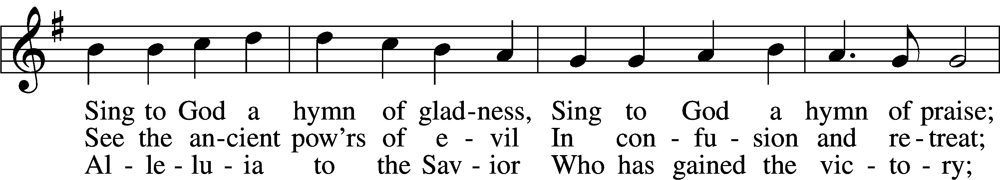 Sing to God a hymn of glad-ness, Sing to God a hymn of praise;
See the an-cient pow'rs of e - vil In con - fu - sion and re - treat;
Al - le - lu - ia to the Sav - ior Who has gained the vic - to - ry;